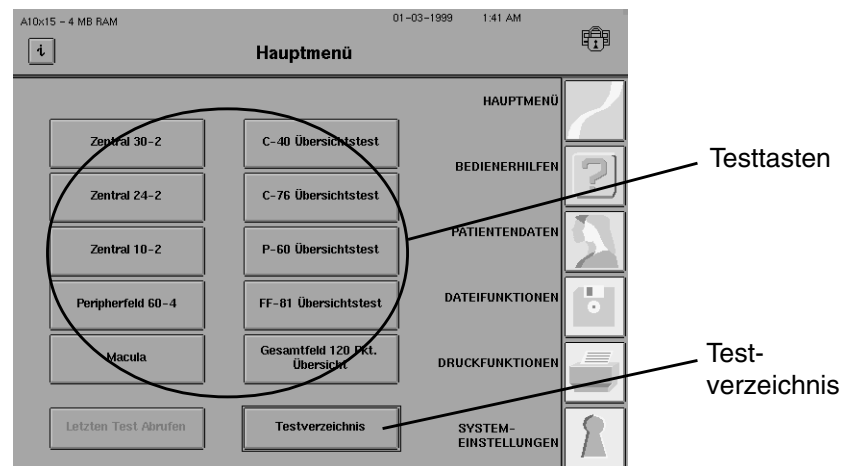 A10x15 – 4 MB RAM
01-03-1999 1:41 AM
i
Hauptmenü
HAUPTMENÜ
Zentral 30-2
C-40 Übersichtstest
BEDIENERHILFEN
Testtasten
Zentral 24-2
C-76 Übersichtstest
PATIENTENDATEN
Zentral 10-2
P-60 Übersichtstest
DATEIFUNKTIONEN
Peripherfeld 60-4
FF-81 Übersichtstest
Macula
Gesamtfeld 120 Pkt.
Übersicht
DRUCKFUNKTIONEN
Test-
verzeichnis
Letzten Test Abrufen
Testverzeichnis
SYSTEM-
EINSTELLUNGEN